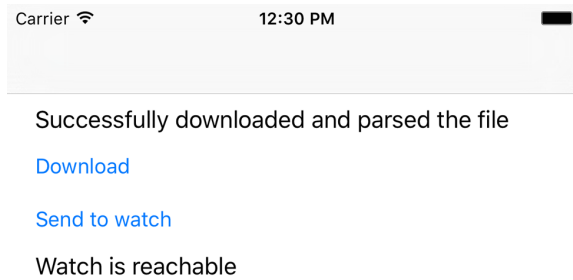 Carrier 12:30 PM
Successfully downloaded and parsed the file
Download
Send to watch
Watch is reachable